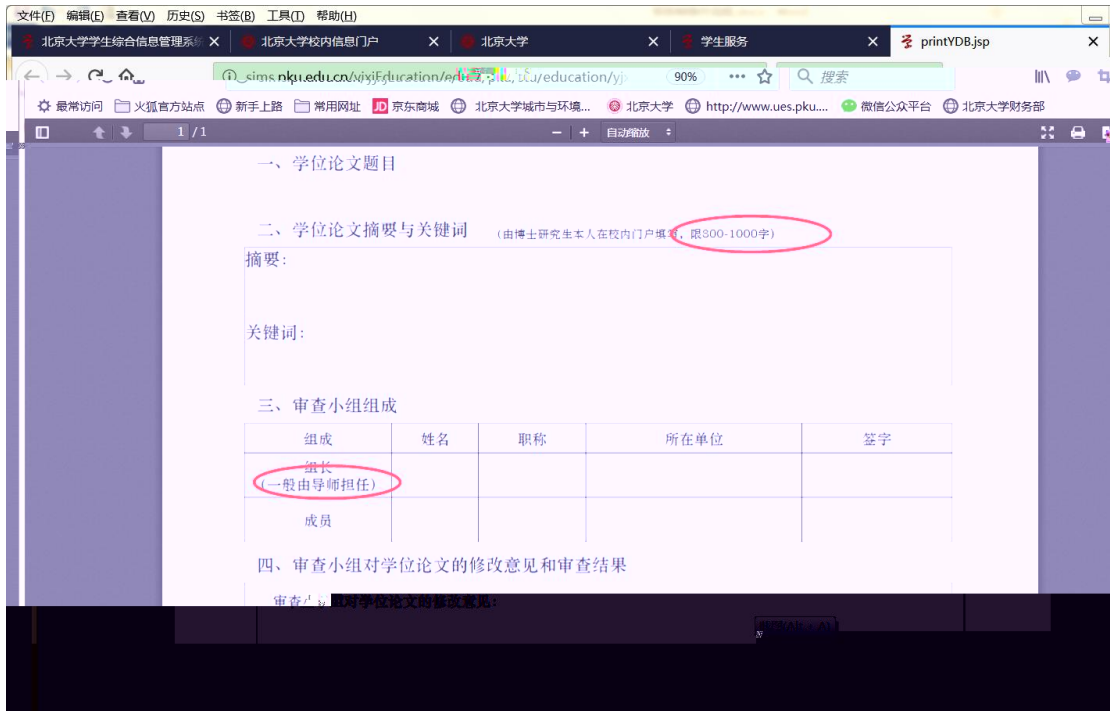 文件(F) 编辑(E) 查看(V) 历史(S) 书签(B) 工具(T) 帮助(H)
北京大学学生综合信息管理系统 北京大学校内信息门户 北京大学 学生服务 printYDB.jsp
90% 搜索
最常访问 火狐官方站点 新手上路 常用网址 JD 京东商城 北京大学城市与环境... 北京大学 http://www.ues.pku.... 微信公众平台 北京大学财务部
1 / 1 自动缩放
一、学位论文题目
二、学位论文摘要与关键词 (由博士研究生本人在校内门户填写, 限800-1000字)
摘要:
关键词:
三、审查小组组成
组成 姓名 职称 所在单位 签字
组长
(一般由导师担任)
成员
四、审查小组对学位论文的修改意见和审查结果
审查小组对学位论文的修改意见: